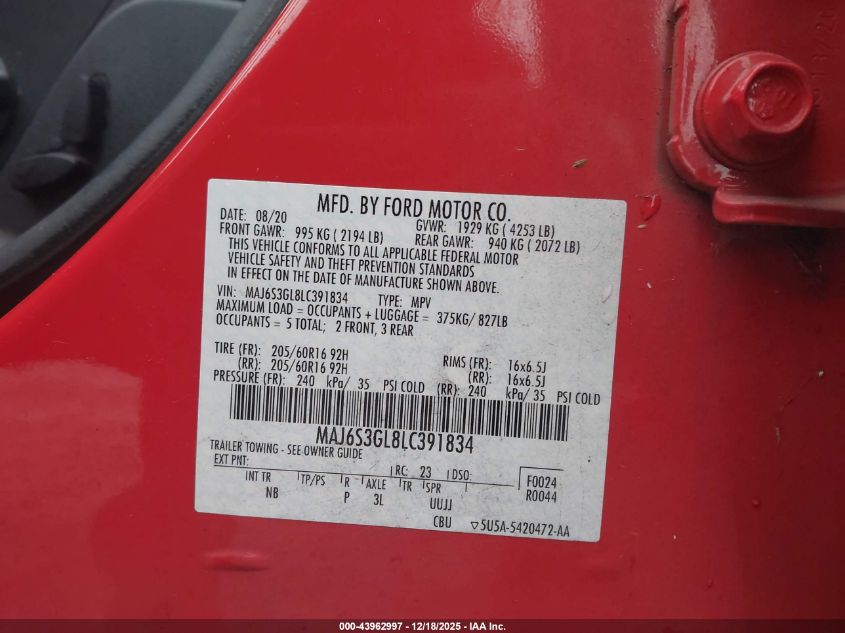 MFD. BY FORD MOTOR CO.
DATE: 08/20 GVWR: 1929 KG ( 4253 LB)
FRONT GAWR: 995 KG ( 2194 LB) REAR GAWR: 940 KG ( 2072 LB)
THIS VEHICLE CONFORMS TO ALL APPLICABLE FEDERAL MOTOR
VEHICLE SAFETY AND THEFT PREVENTION STANDARDS
IN EFFECT ON THE DATE OF MANUFACTURE SHOWN ABOVE.
VIN: MAJ6S3GL8LC391834 TYPE: MPV
MAXIMUM LOAD = OCCUPANTS + LUGGAGE = 375KG/ 827LB
OCCUPANTS = 5 TOTAL; 2 FRONT, 3 REAR
TIRE (FR): 205/60R16 92H RIMS (FR): 16x6.5J
(RR): 205/60R16 92H (RR): 16x6.5J
PRESSURE (FR): 240 kPa/ 35 PSI COLD (RR): 240 kPa/ 35 PSI COLD
MAJ6S3GL8LC391834
TRAILER TOWING - SEE OWNER GUIDE
EXT PNT: RC: 23 DSO: F0024
INT TR TP/PS R AXLE TR SPR R0044
NB P 3L UUJJ
CBU ▽5U5A-5420472-AA
000-43962997 - 12/18/2025 - IAA Inc.